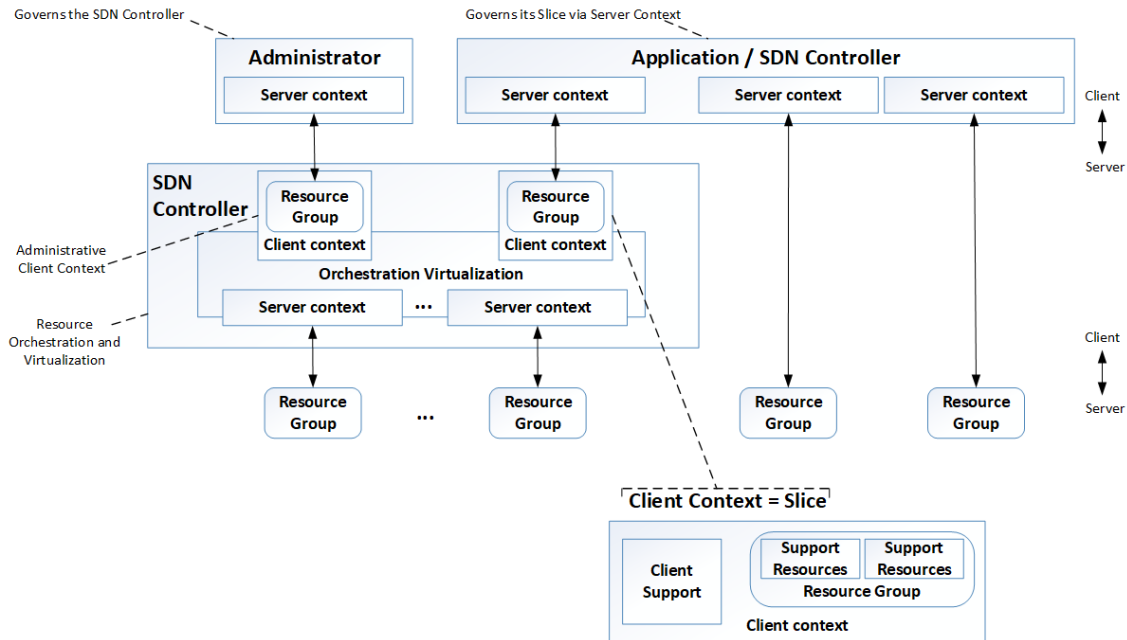 Governs the SDN Controller
Governs its Slice via Server Context
Administrator
Application / SDN Controller
Server context
Server context
Server context
Server context
Client
Server
SDN
Controller
Resource
Group
Client context
Resource
Group
Client context
Administrative
Client Context
Orchestration Virtualization
Server context
...
Server context
Resource
Orchestration and
Virtualization
Client
Server
Resource
Group
...
Resource
Group
Resource
Group
Resource
Group
Client Context = Slice
Client
Support
Support
Resources
Support
Resources
Resource Group
Client context